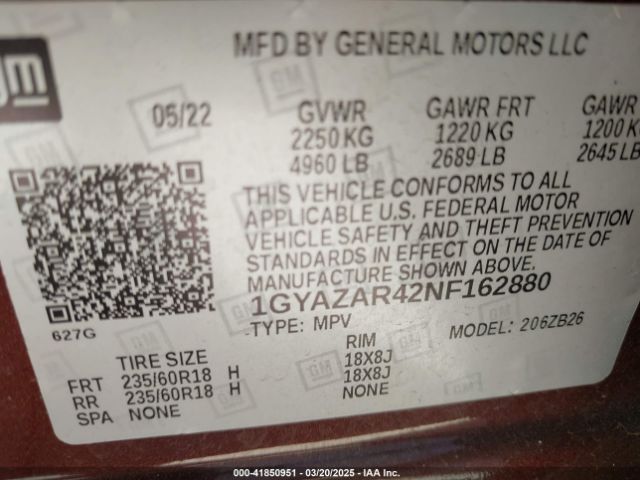 gm
MFD BY GENERAL MOTORS LLC
05/22 GVWR GAWR FRT GAWR
2250 KG 1220 KG 1200 K
4960 LB 2689 LB 2645 LB
THIS VEHICLE CONFORMS TO ALL
APPLICABLE U.S. FEDERAL MOTOR
VEHICLE SAFETY AND THEFT PREVENTION
STANDARDS IN EFFECT ON THE DATE OF
MANUFACTURE SHOWN ABOVE.
1GYAZAR42NF162880
627G TYPE: MPV MODEL: 206ZB26
TIRE SIZE RIM
FRT 235/60R18 H 18X8J
RR 235/60R18 H 18X8J
SPA NONE NONE
000-41850951 — 03/20/2025 — IAA Inc.